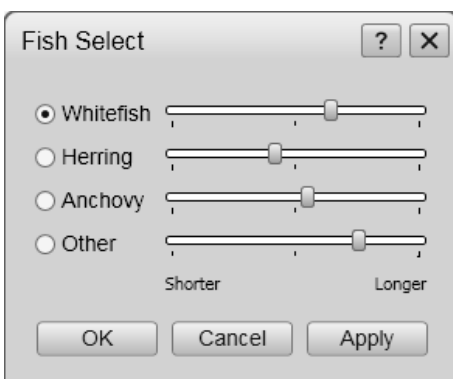 Fish Select ? X
Whitefish
Herring
Anchovy
Other
Shorter Longer
OK Cancel Apply